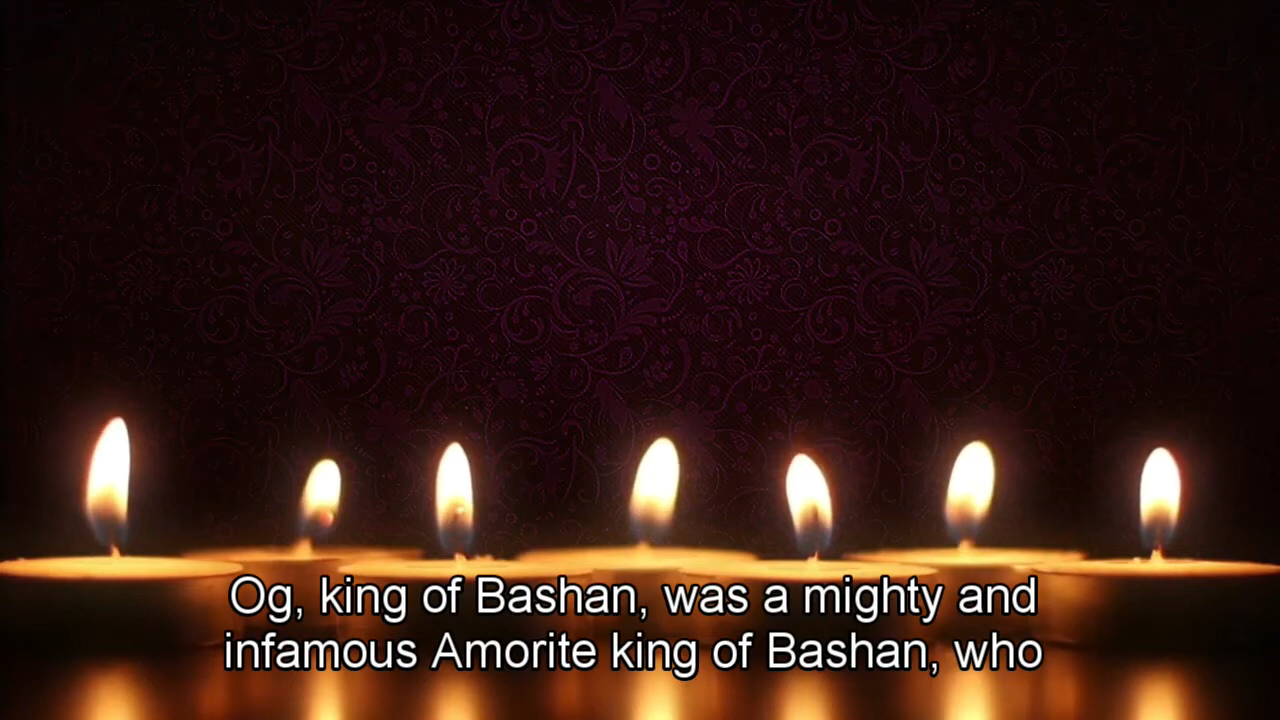 Og, king of Bashan, was a mighty and
infamous Amorite king of Bashan, who